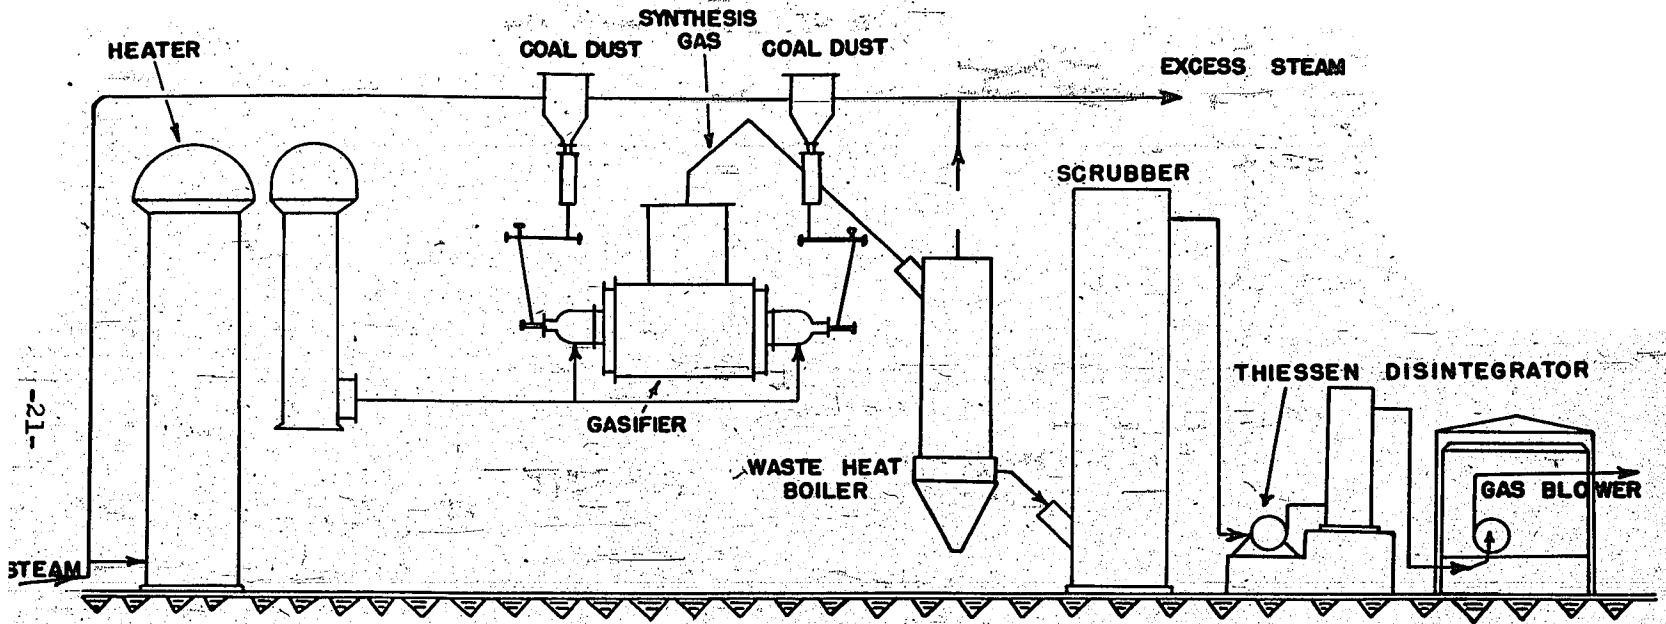 SYNTHESIS
GAS
HEATER
COAL DUST
COAL DUST
EXCESS STEAM
SCRUBBER
THIESSEN DISINTEGRATOR
-21-
GASIFIER
WASTE HEAT
BOILER
GAS BLOWER
STEAM